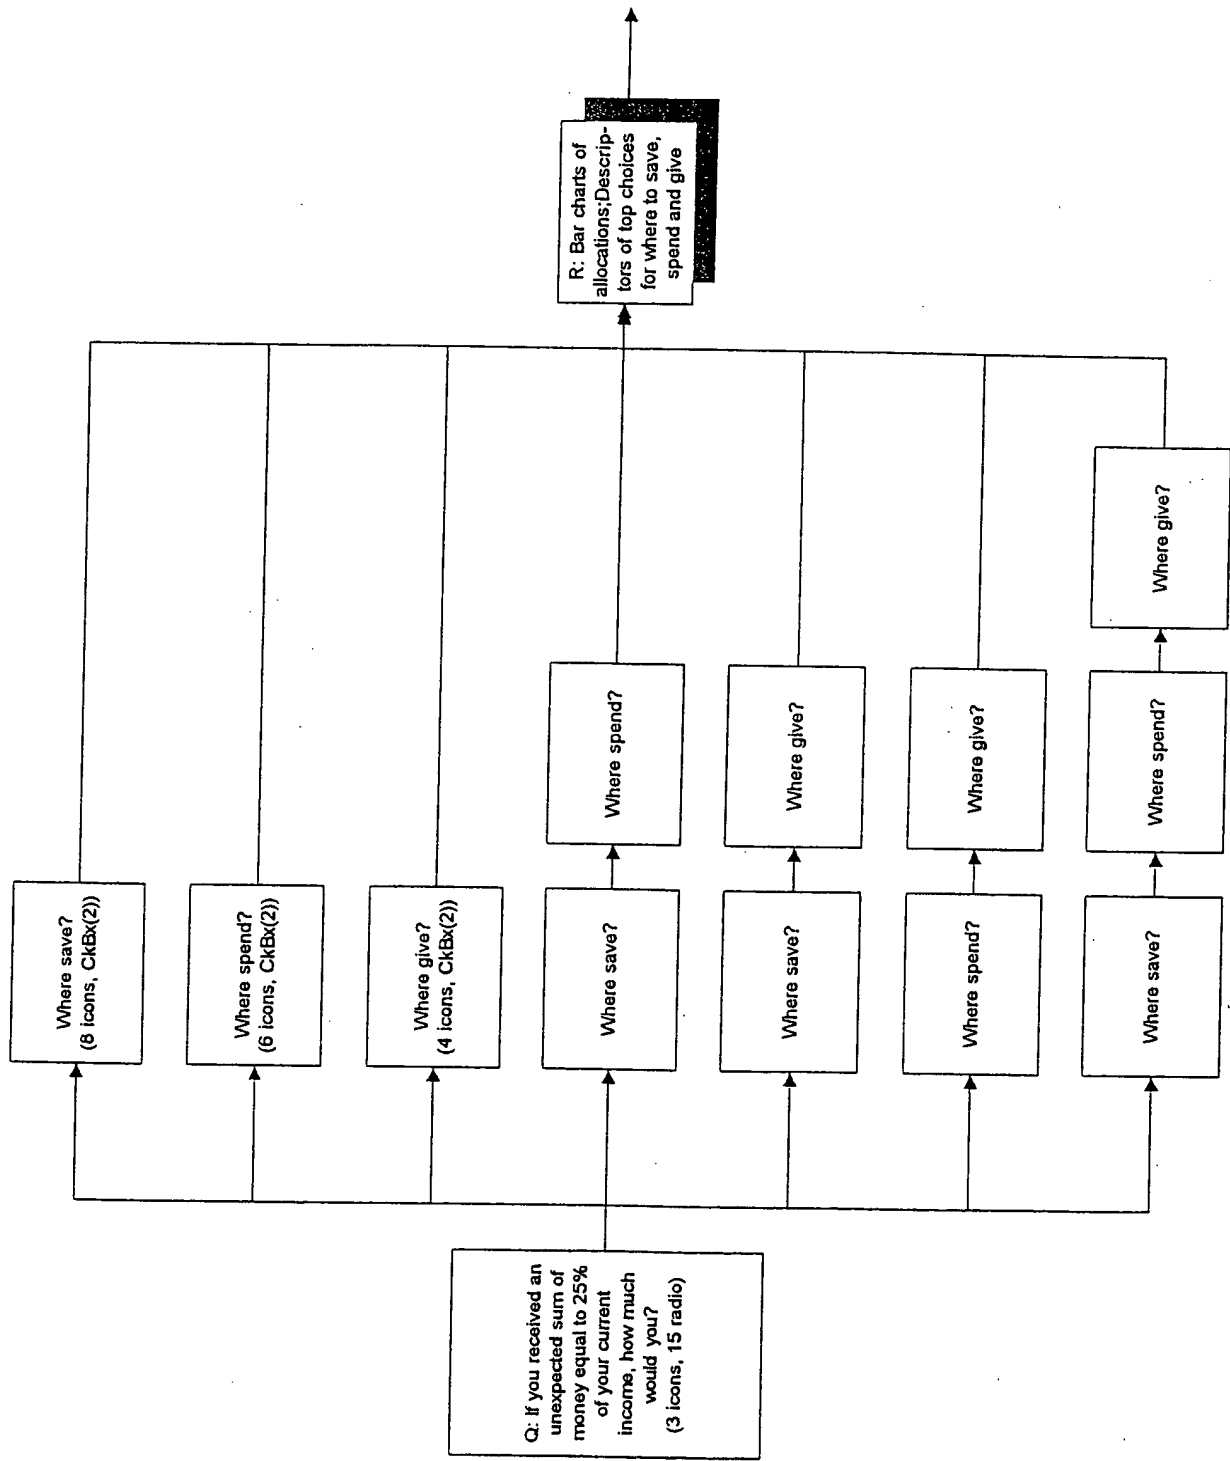 Q: If you received an
unexpected sum of
money equal to 25%
of your current
income, how much
would you?
(3 icons, 15 radio)
Where save?
(8 icons, CkBx(2))
Where spend?
(6 icons, CkBx(2))
Where give?
(4 icons, CkBx(2))
Where save?
Where spend?
Where save?
Where give?
Where spend?
Where give?
Where save?
Where spend?
Where give?
R: Bar charts of
allocations;Descrip-
tors of top choices
for where to save,
spend and give